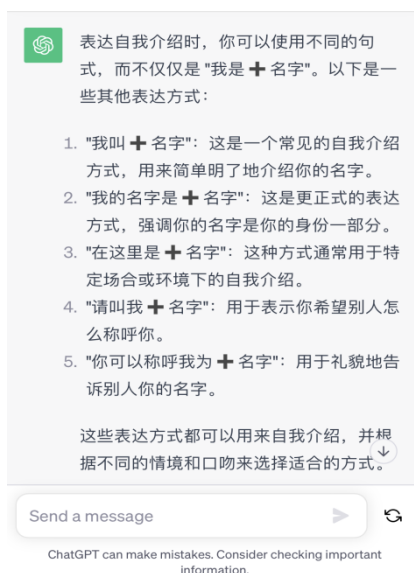 表达自我介绍时，你可以使用不同的句
式，而不仅仅是"我是 ➕ 名字"。以下是一
些其他表达方式：
1. "我叫 ➕ 名字"：这是一个常见的自我介绍
方式，用来简单明了地介绍你的名字。
2. "我的名字是 ➕ 名字"：这是更正式的表达
方式，强调你的名字是你的身份一部分。
3. "在这里是 ➕ 名字"：这种方式通常用于特
定场合或环境下的自我介绍。
4. "请叫我 ➕ 名字"：用于表示你希望别人怎
么称呼你。
5. "你可以称呼我为 ➕ 名字"：用于礼貌地告
诉别人你的名字。
这些表达方式都可以用来自我介绍，并根
据不同的情境和口吻来选择适合的方式。
Send a message
ChatGPT can make mistakes. Consider checking important
information.